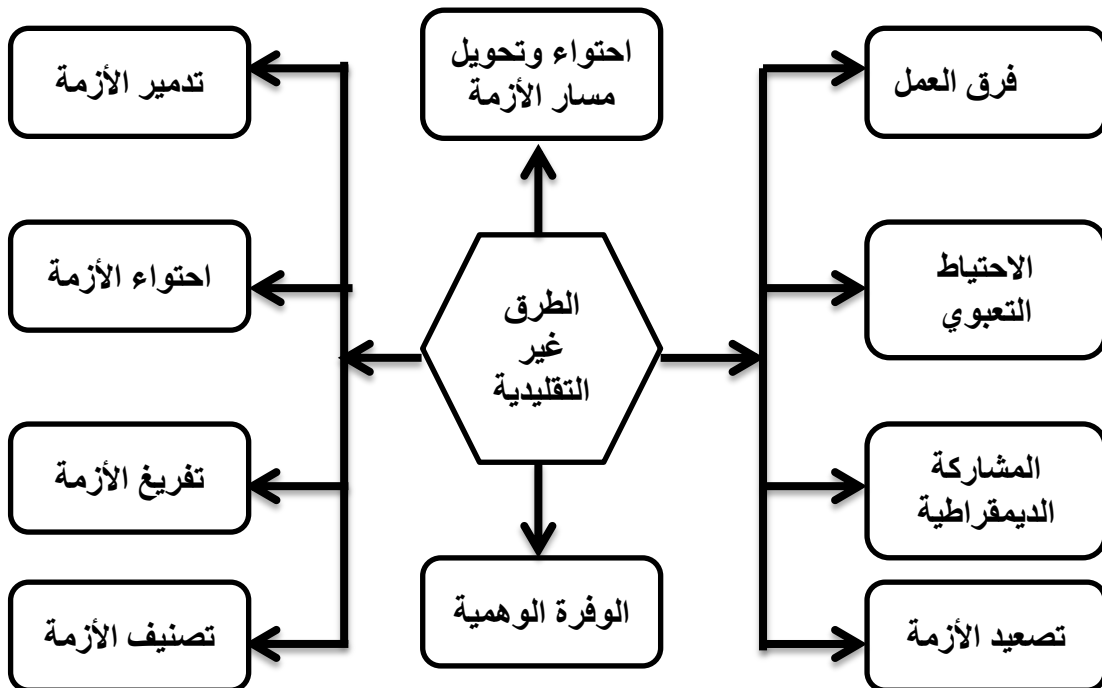 احتواء وتحويل
مسار الأزمة
فرق العمل
تدمير الأزمة
الاحتياط
التعبوي
احتواء الأزمة
الطرق
غير
التقليدية
المشاركة
الديمقراطية
تفريغ الأزمة
الوفرة الوهمية
تصعيد الأزمة
تصنيف الأزمة